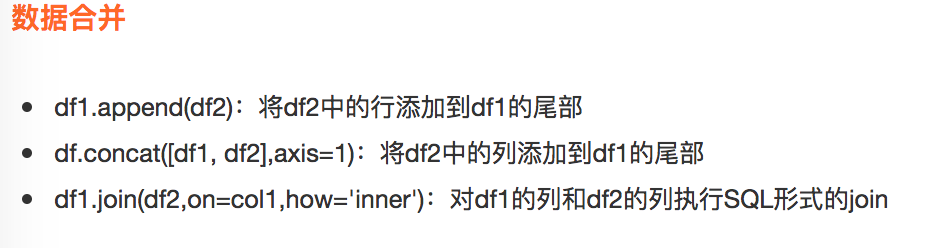 数据合并
df1.append(df2)：将df2中的行添加到df1的尾部
df.concat([df1, df2],axis=1)：将df2中的列添加到df1的尾部
df1.join(df2,on=col1,how='inner')：对df1的列和df2的列执行SQL形式的join